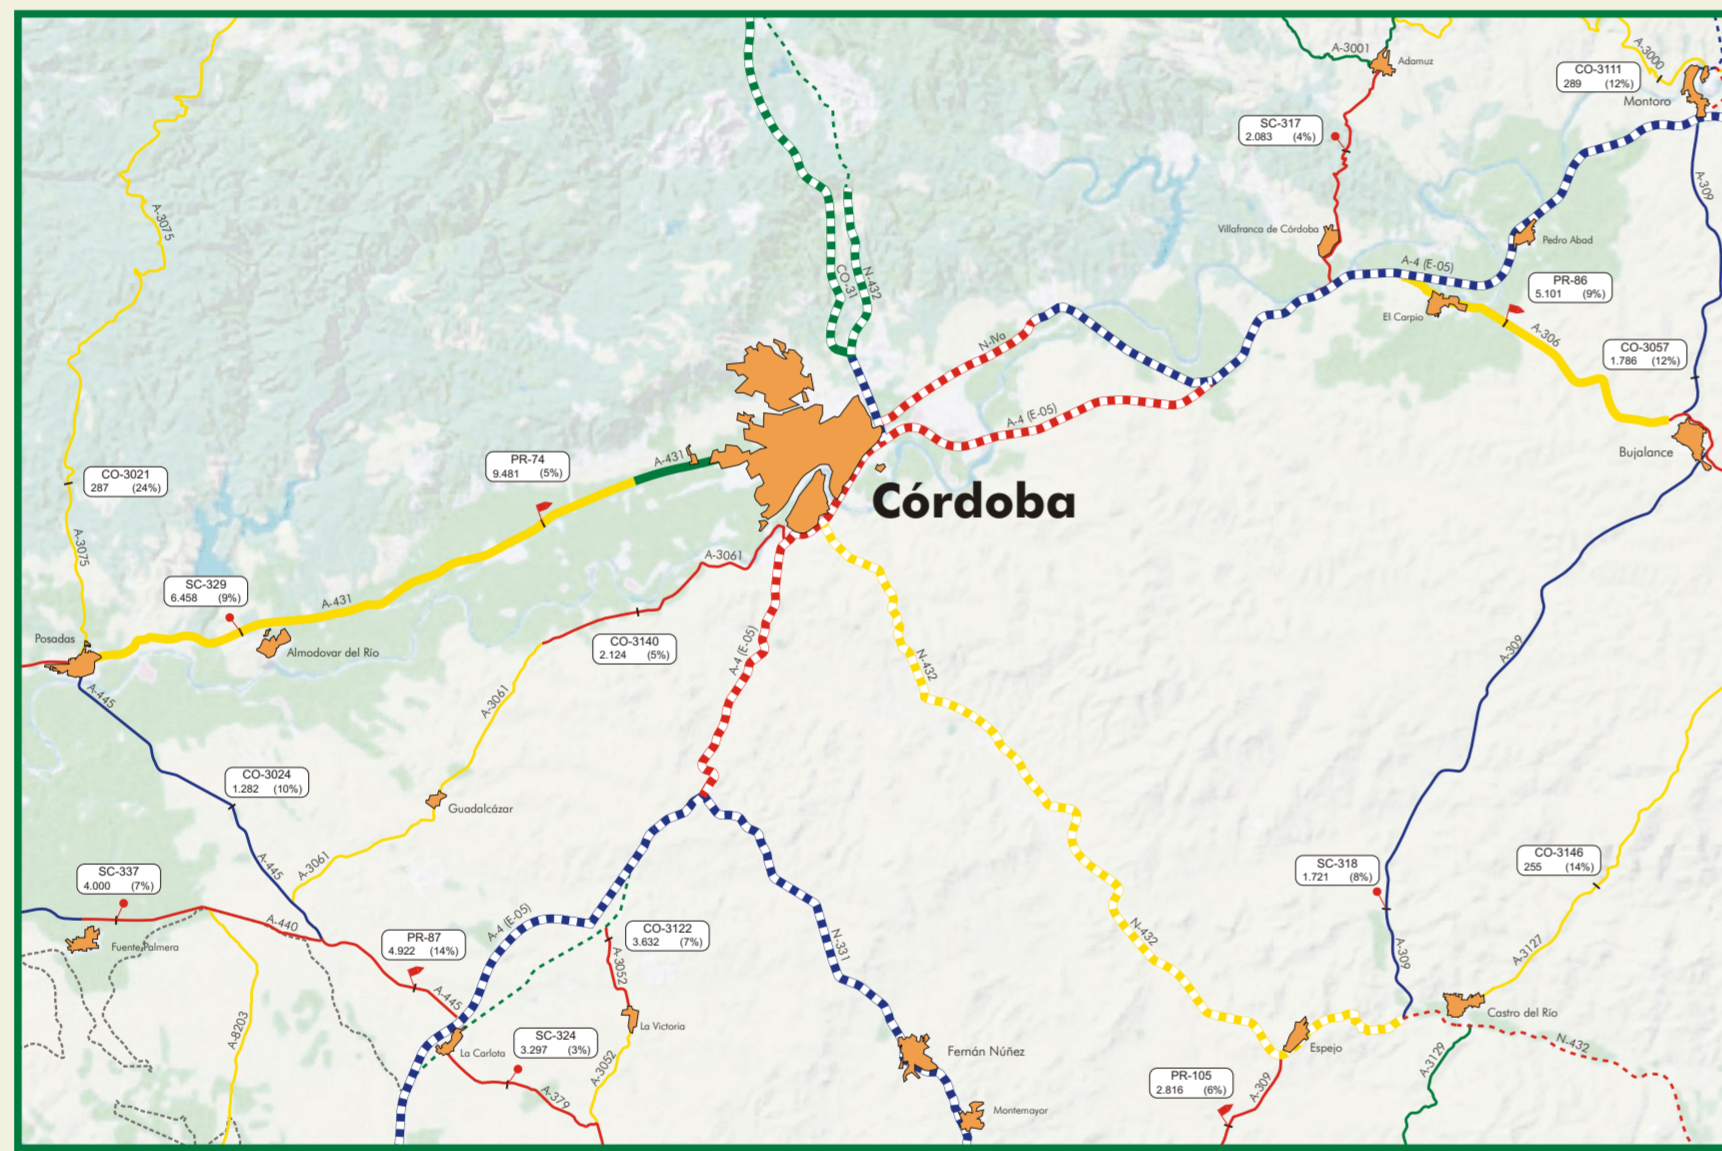 A-3001
Adamuz
A-3000
CO-3111
289 (12%)
Montoro
SC-317
2.083 (4%)
A-3075
A-309
Villafranca de Córdoba
Pedro Abad
A-4 (E-05)
CO-31
N-432
PR-86
5.101 (9%)
El Carpio
A-306
N-IVa
CO-3057
1.786 (12%)
A-4 (E-05)
Bujalance
A-431
PR-74
9.481 (5%)
CO-3021
287 (24%)
Córdoba
A-3075
A-3061
SC-329
6.458 (9%)
A-431
Posadas
Almodovar del Río
CO-3140
2.124 (5%)
A-4 (E-05)
N-432
A-309
A-445
A-3061
CO-3024
1.282 (10%)
Guadalcázar
A-3061
A-445
SC-337
4.000 (7%)
SC-318
1.721 (8%)
CO-3146
255 (14%)
A-440
A-4 (E-05)
Fuente Palmera
PR-87
4.922 (14%)
CO-3122
3.632 (7%)
N-331
N-432
A-309
A-3127
A-3052
A-445
Castro del Río
La Victoria
A-8203
La Carlota
SC-324
3.297 (3%)
Fernán Núñez
Espejo
N-432
A-3129
A-3052
PR-105
2.816 (6%)
A-309
A-379
Montemayor